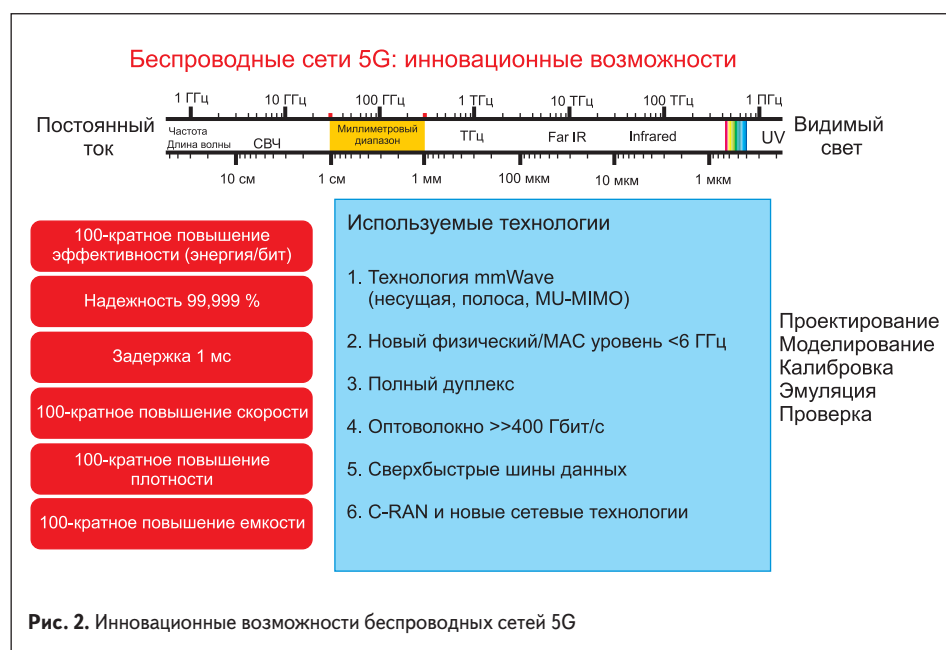 Беспроводные сети 5G: инновационные возможности
1 ГГц 10 ГГц 100 ГГц 1 ТГц 10 ТГц 100 ТГц 1 ПГц
Постоянный
ток
Частота
Длина волны
СВЧ
Миллиметровый
диапазон
ТГц
Far IR
Infrared
UV
Видимый
свет
10 см 1 см 1 мм 100 мкм 10 мкм 1 мкм
100-кратное повышение
эффективности (энергия/бит)
Надежность 99,999 %
Задержка 1 мс
100-кратное повышение скорости
100-кратное повышение
плотности
100-кратное повышение емкости
Используемые технологии
1. Технология mmWave
(несущая, полоса, MU-MIMO)
2. Новый физический/MAC уровень <6 ГГц
3. Полный дуплекс
4. Оптоволокно >>400 Гбит/с
5. Сверхбыстрые шины данных
6. C-RAN и новые сетевые технологии
Проектирование
Моделирование
Калибровка
Эмуляция
Проверка
Рис. 2. Инновационные возможности беспроводных сетей 5G